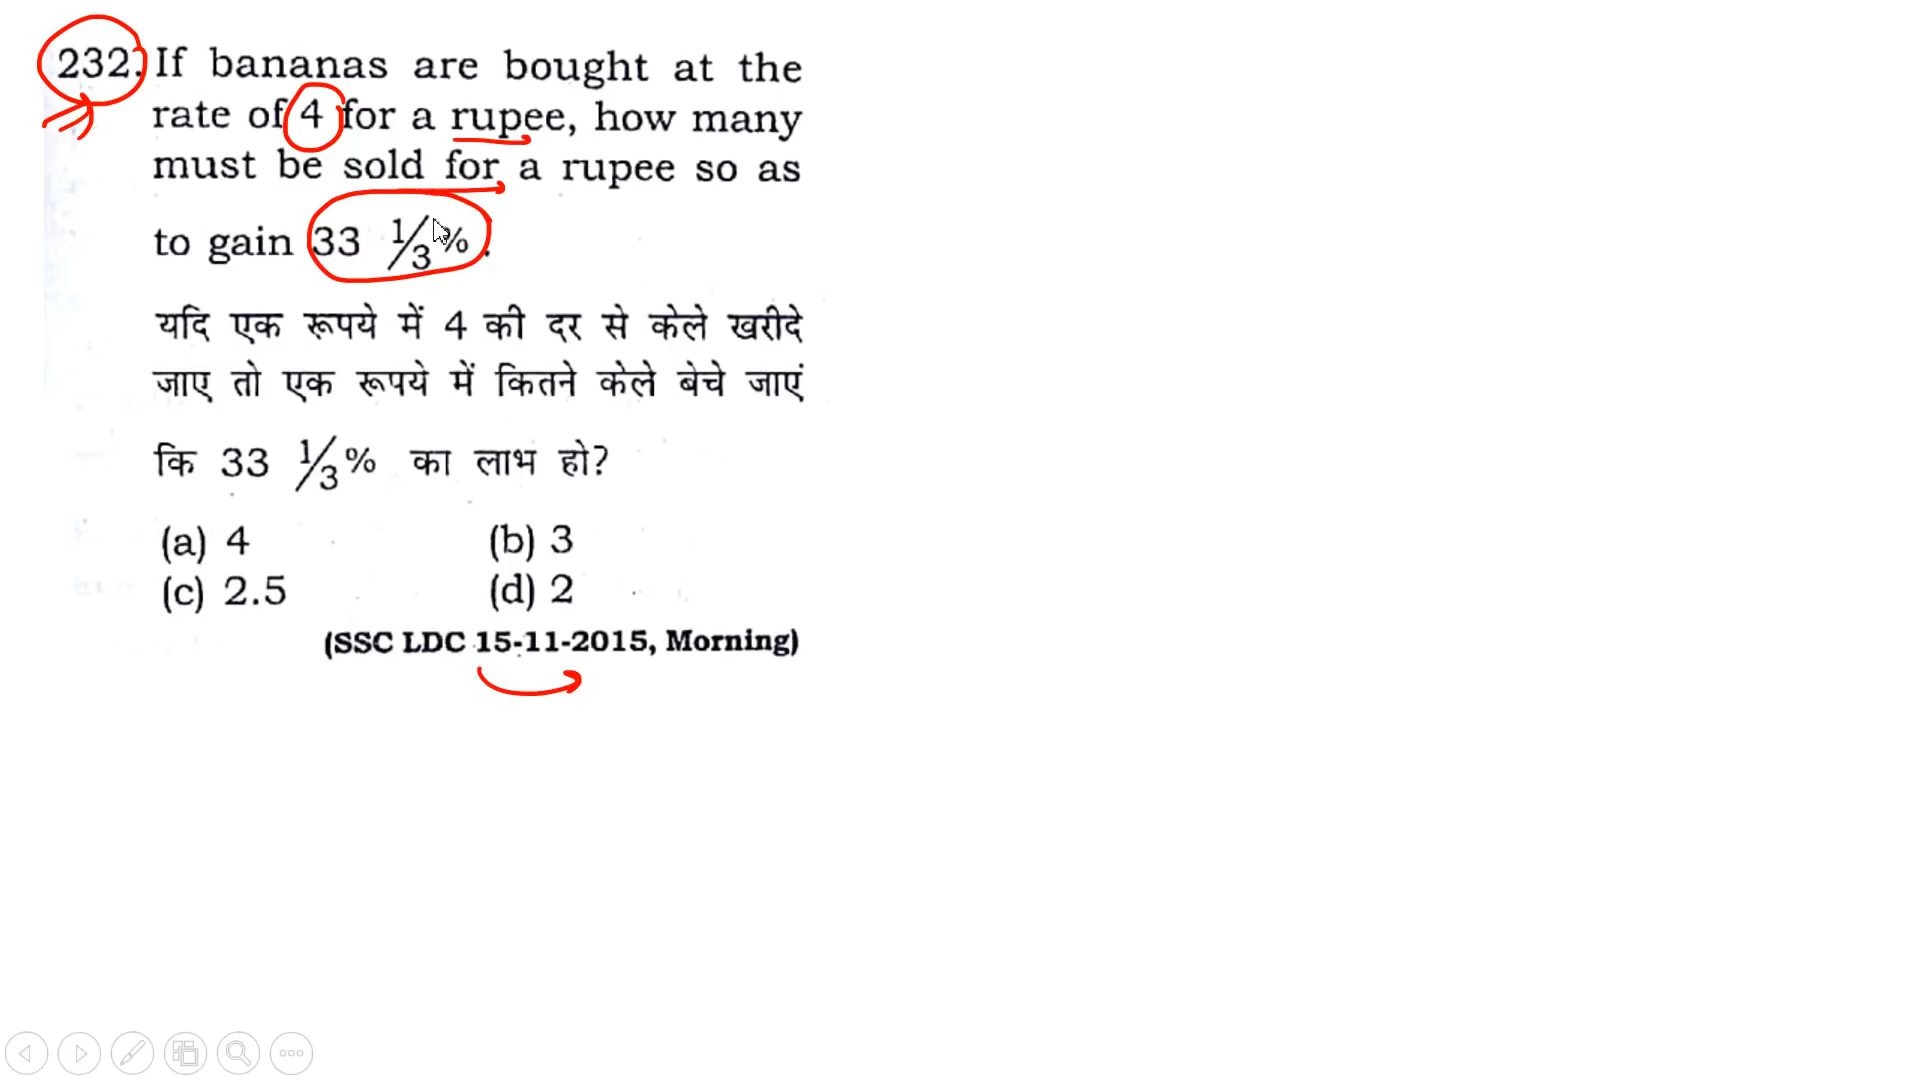 232. If bananas are bought at the
rate of 4 for a rupee, how many
must be sold for a rupee so as
to gain 33 1/3%.
यदि एक रूपये में 4 की दर से केले खरीदे
जाए तो एक रूपये में कितने केले बेचे जाएं
कि 33 1/3% का लाभ हो?
(a) 4 (b) 3
(c) 2.5 (d) 2
(SSC LDC 15-11-2015, Morning)